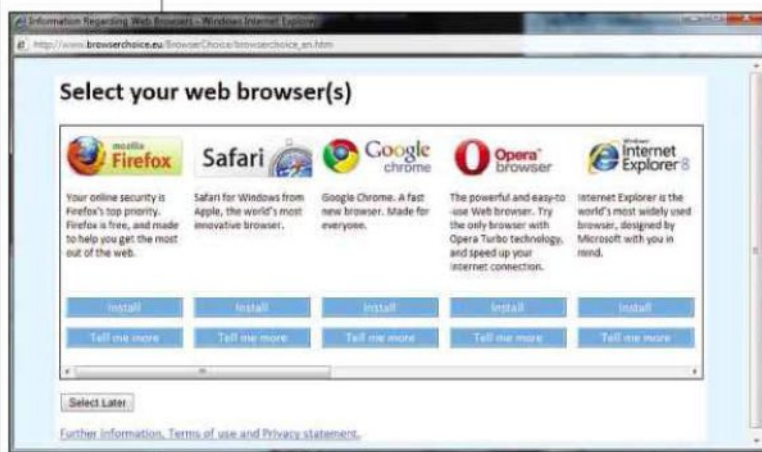 Information Regarding Web Browsers - Windows Internet Explorer
http://www.browserchoice.eu/BrowserChoice/browserchoice_en.htm
Select your web browser(s)
mozilla
Firefox
Your online security is
Firefox's top priority.
Firefox is free, and made
to help you get the most
out of the web.
Install
Tell me more
Safari
Safari for Windows from
Apple, the world's most
innovative browser.
Install
Tell me more
Google
chrome
Google Chrome. A fast
new browser. Made for
everyone.
Install
Tell me more
Opera™
browser
The powerful and easy-to
-use Web browser. Try
the only browser with
Opera Turbo technology,
and speed up your
Internet connection.
Install
Tell me more
Windows
Internet
Explorer 8
Internet Explorer is the
world's most widely used
browser, designed by
Microsoft with you in
mind.
Install
Tell me more
Select Later
Further information, Terms of use and Privacy statement.